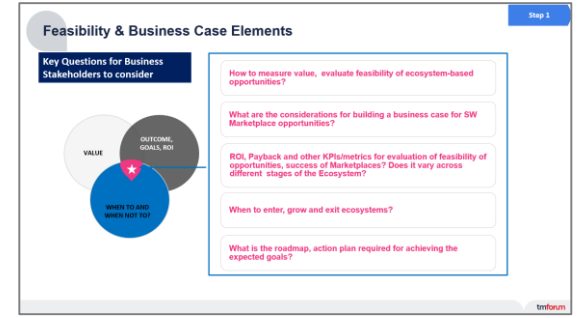 Step 1
Feasibility & Business Case Elements
Key Questions for Business
Stakeholders to consider
VALUE
OUTCOME,
GOALS, ROI
WHEN TO AND
WHEN NOT TO?
How to measure value, evaluate feasibility of ecosystem-based
opportunities?
What are the considerations for building a business case for SW
Marketplace opportunities?
ROI, Payback and other KPIs/metrics for evaluation of feasibility of
opportunities, success of Marketplaces? Does it vary across
different stages of the Ecosystem?
When to enter, grow and exit ecosystems?
What is the roadmap, action plan required for achieving the
expected goals?
tmforum